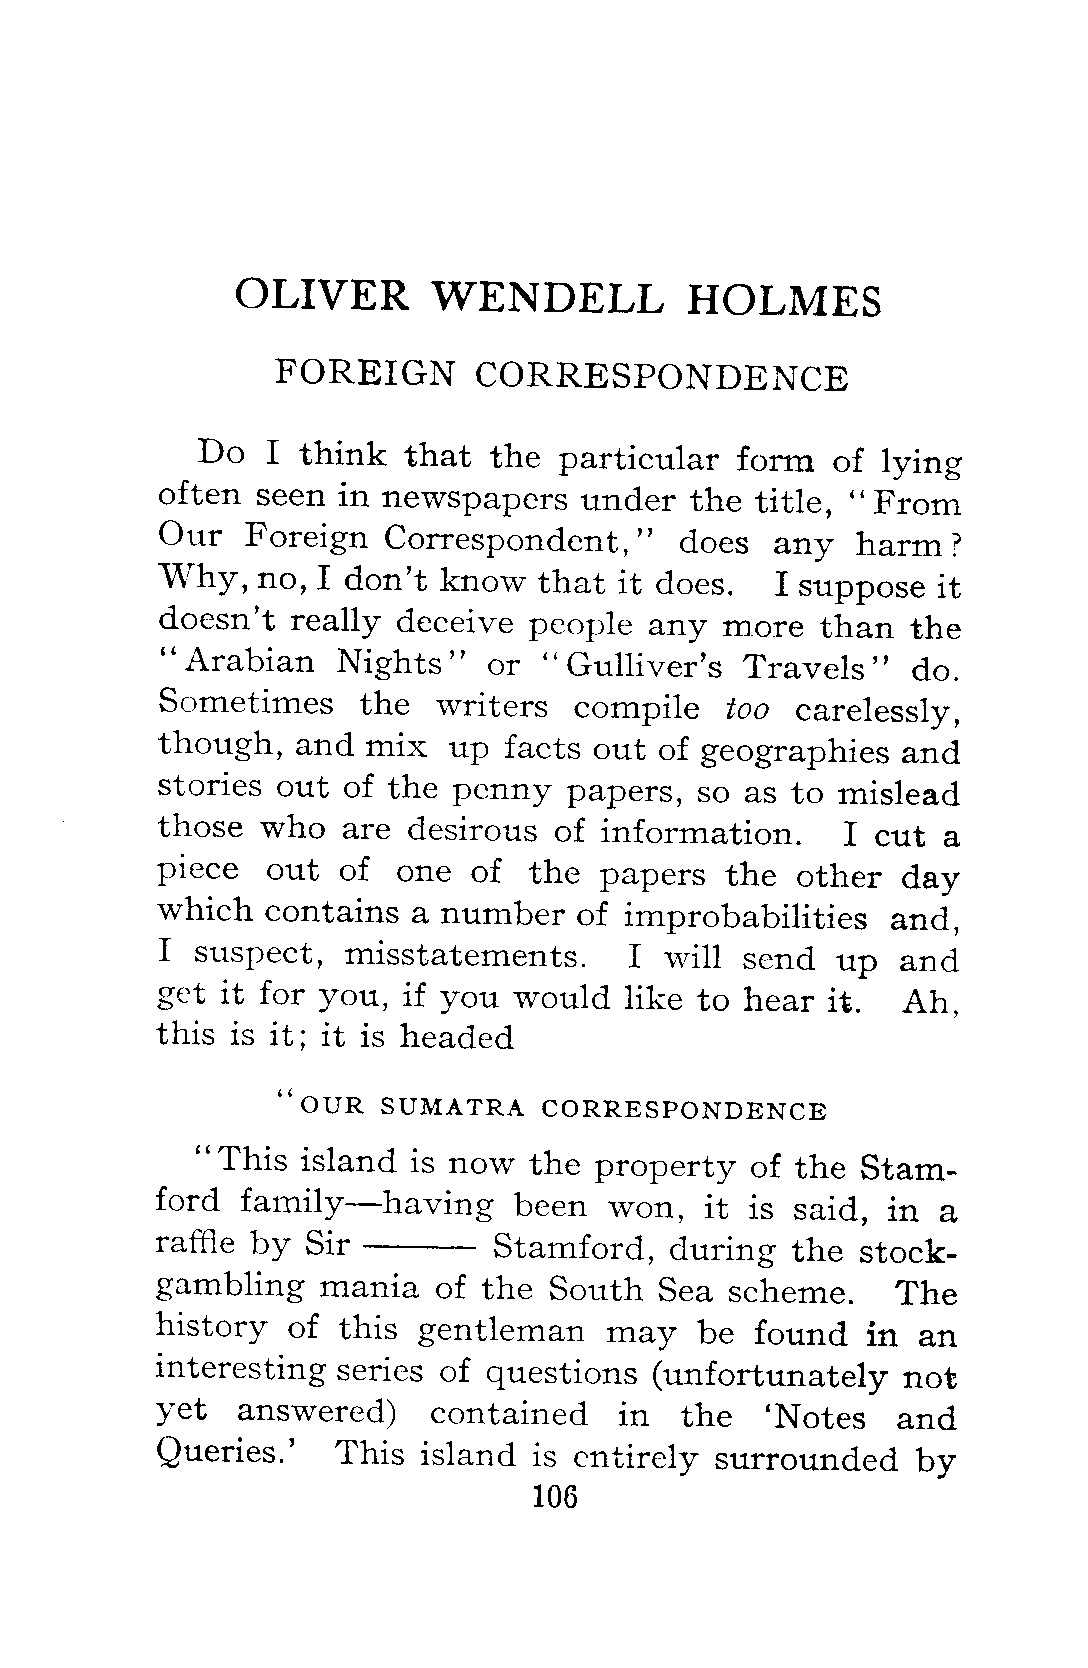 OLIVER WENDELL HOLMES
FOREIGN CORRESPONDENCE
Do I think that the particular form of lying
often seen in newspapers under the title, "From
Our Foreign Correspondent," does any harm?
Why, no, I don't know that it does. I suppose it
doesn't really deceive people any more than the
"Arabian Nights" or "Gulliver's Travels" do.
Sometimes the writers compile too carelessly,
though, and mix up facts out of geographies and
stories out of the penny papers, so as to mislead
those who are desirous of information. I cut a
piece out of one of the papers the other day
which contains a number of improbabilities and,
I suspect, misstatements. I will send up and
get it for you, if you would like to hear it. Ah,
this is it; it is headed
"OUR SUMATRA CORRESPONDENCE
"This island is now the property of the Stam-
ford family—having been won, it is said, in a
raffle by Sir ——— Stamford, during the stock-
gambling mania of the South Sea scheme. The
history of this gentleman may be found in an
interesting series of questions (unfortunately not
yet answered) contained in the 'Notes and
Queries.' This island is entirely surrounded by
106